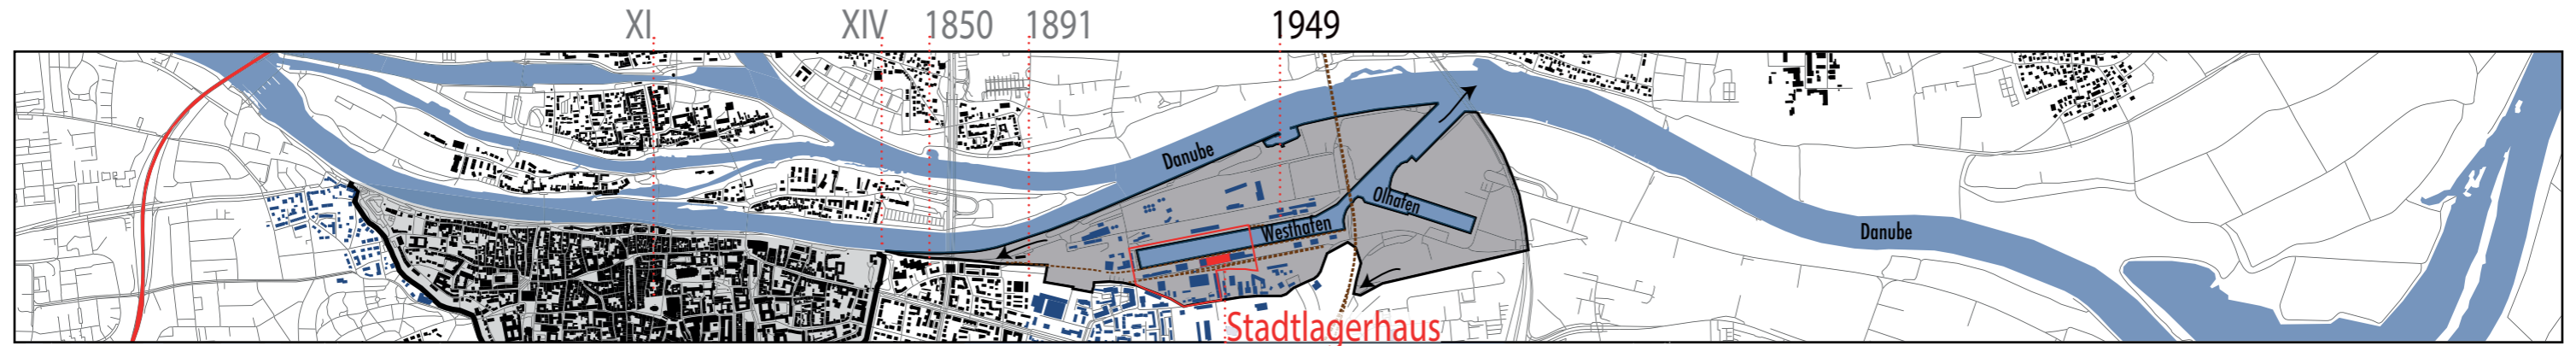 XI
XIV
1850
1891
1949
Danube
Olhafen
Westhafen
Danube
Stadtlagerhaus